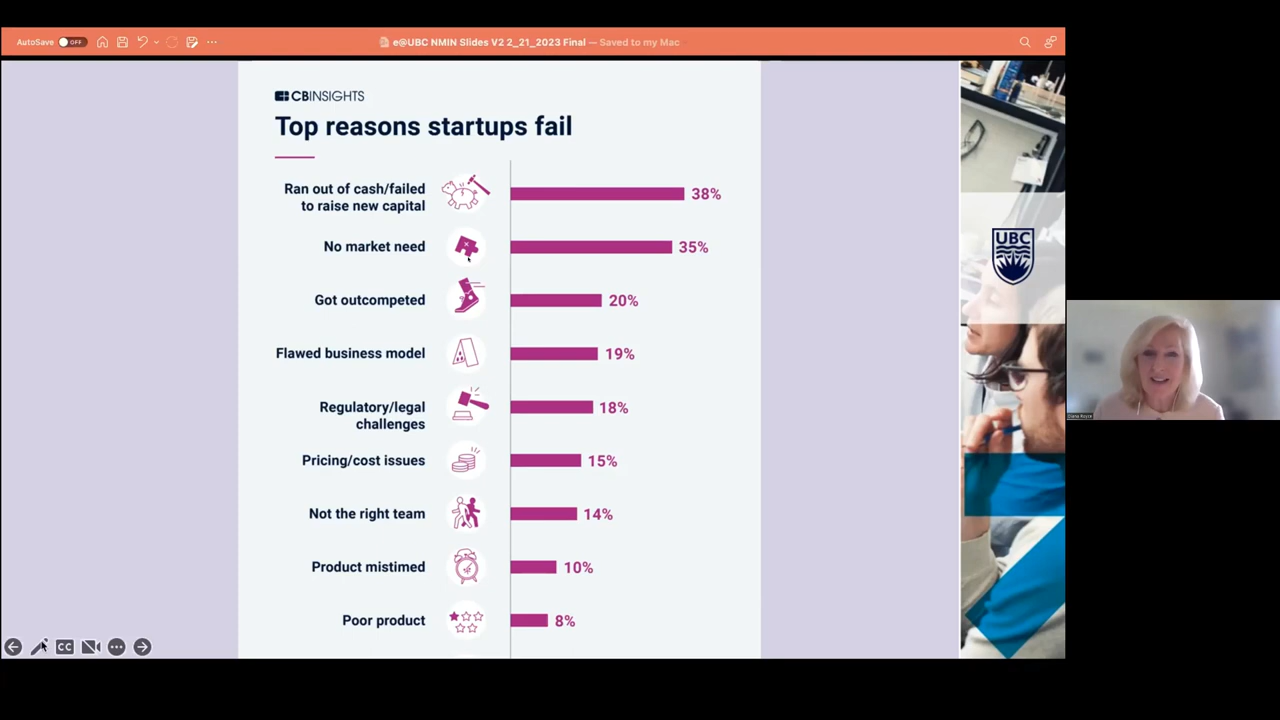 AutoSave OFF
e@UBC NMIN Slides V2 2_21_2023 Final — Saved to my Mac
CBINSIGHTS
Top reasons startups fail
Ran out of cash/failed
to raise new capital
38%
No market need
35%
Got outcompeted
20%
Flawed business model
19%
Regulatory/legal
challenges
18%
Pricing/cost issues
15%
Not the right team
14%
Product mistimed
10%
Poor product
8%
UBC
CC